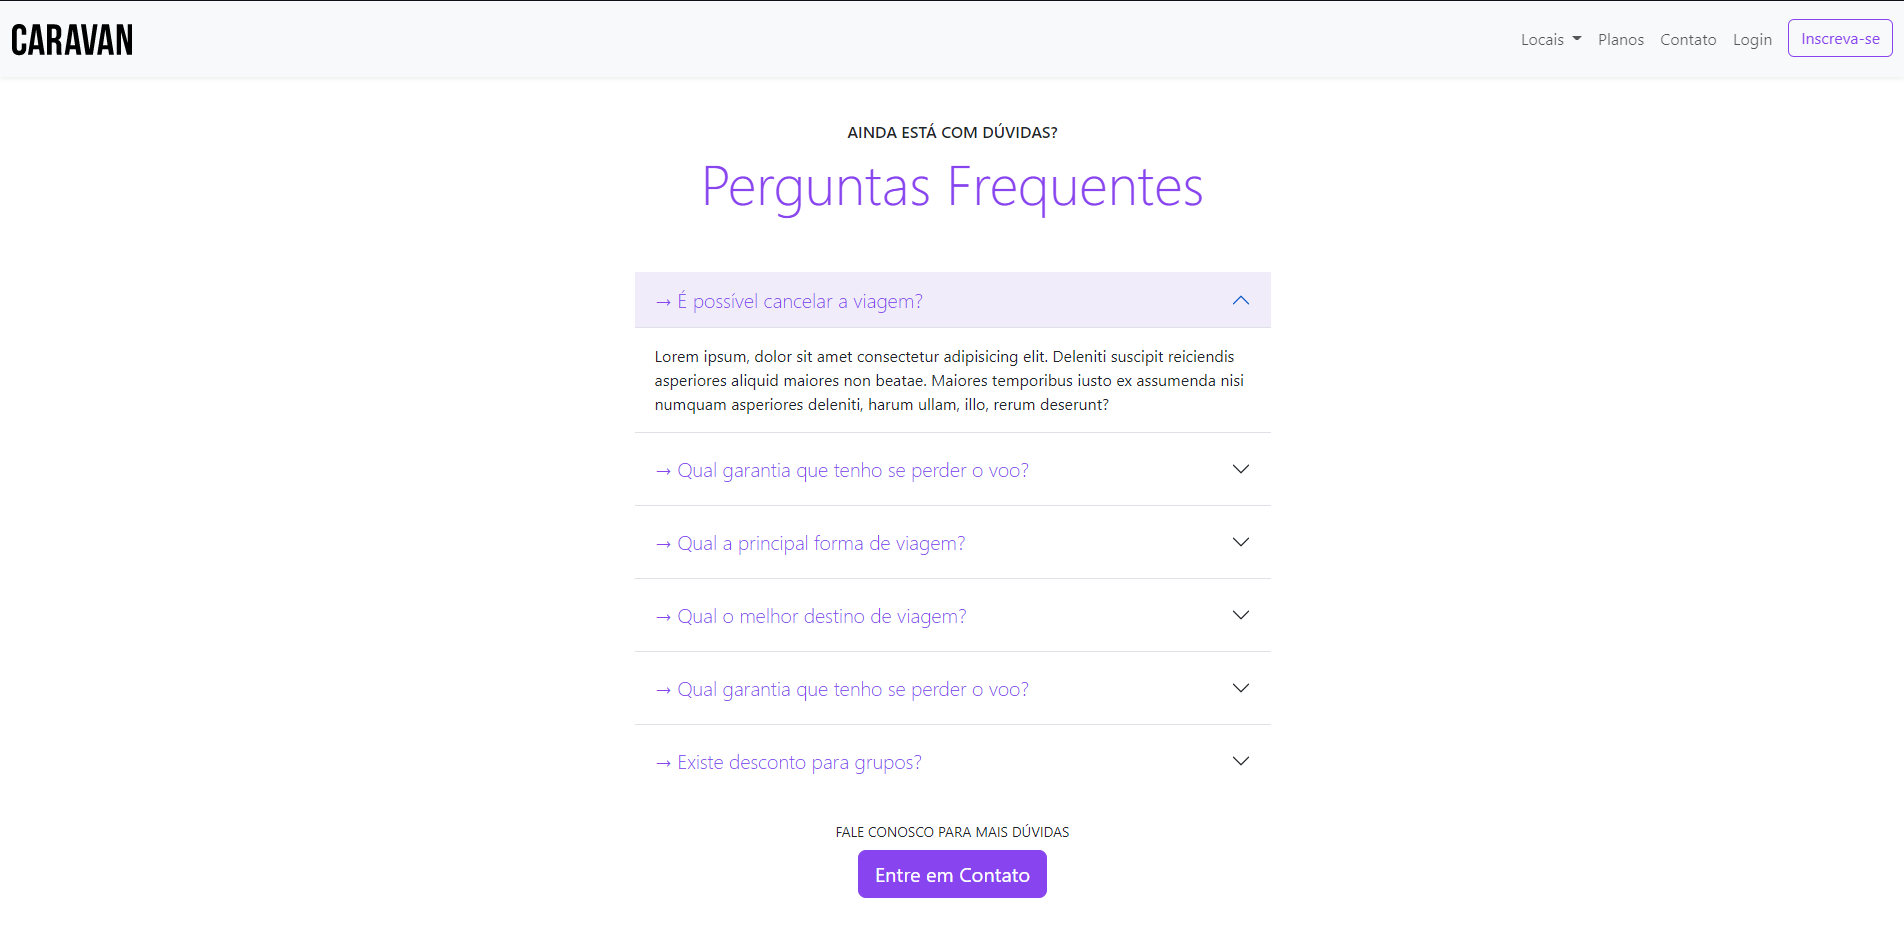 CARAVAN
Locais
Planos
Contato
Login
Inscreva-se
AINDA ESTÁ COM DÚVIDAS?
Perguntas Frequentes
→ É possível cancelar a viagem?
Lorem ipsum, dolor sit amet consectetur adipisicing elit. Deleniti suscipit reiciendis
asperiores aliquid maiores non beatae. Maiores temporibus iusto ex assumenda nisi
numquam asperiores deleniti, harum ullam, illo, rerum deserunt?
→ Qual garantia que tenho se perder o voo?
→ Qual a principal forma de viagem?
→ Qual o melhor destino de viagem?
→ Qual garantia que tenho se perder o voo?
→ Existe desconto para grupos?
FALE CONOSCO PARA MAIS DÚVIDAS
Entre em Contato